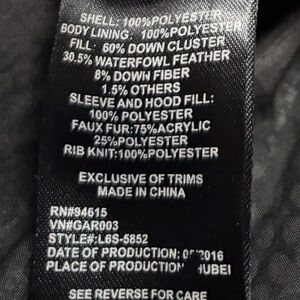 SHELL: 100%POLYESTER
BODY LINING: 100%POLYESTER
FILL: 60% DOWN CLUSTER
30.5% WATERFOWL FEATHER
8% DOWN FIBER
1.5% OTHERS
SLEEVE AND HOOD FILL:
100% POLYESTER
FAUX FUR:75%ACRYLIC
25%POLYESTER
RIB KNIT:100%POLYESTER
EXCLUSIVE OF TRIMS
MADE IN CHINA
RN#94615
VN#GAR003
STYLE#:L6S-5852
DATE OF PRODUCTION:
PLACE OF PRODUCTION
SEE REVERSE FOR CARE